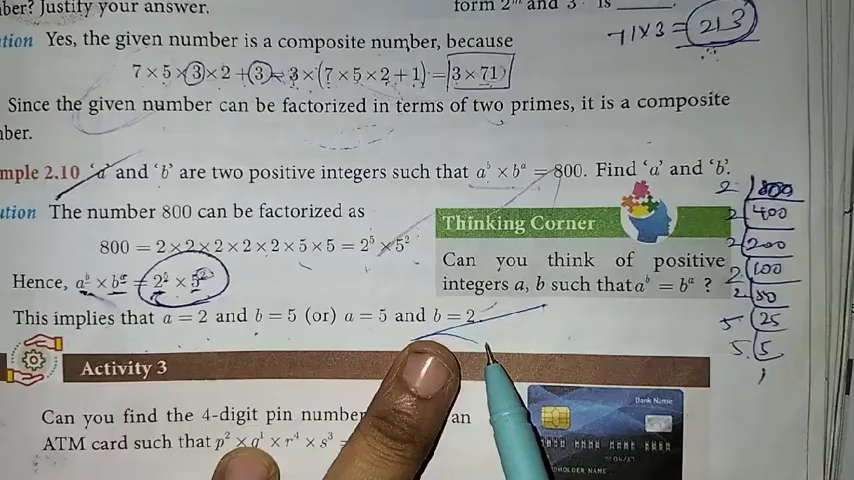 ber? Justify your answer.
form 2ᵐ and 3 is ______.
71×3 = 213
tion Yes, the given number is a composite number, because
7 × 5 × 3 × 2 + 3 = 3 × (7 × 5 × 2 + 1) = 3 × 71
Since the given number can be factorized in terms of two primes, it is a composite
ber.
mple 2.10 'a' and 'b' are two positive integers such that aᵇ × bᵃ = 800. Find 'a' and 'b'.
ution The number 800 can be factorized as
800 = 2 × 2 × 2 × 2 × 2 × 5 × 5 = 2⁵ × 5²
Hence, aᵇ × bᵃ = 2⁵ × 5²
This implies that a = 2 and b = 5 (or) a = 5 and b = 2.
Thinking Corner
Can you think of positive
integers a, b such that aᵇ = bᵃ ?
2 800
2 400
2 200
2 100
2 50
5 25
5 5
1
Activity 3
Can you find the 4-digit pin number an
ATM card such that p² × q¹ × r⁴ × s³ =
Bank Name
DHOLDER NAME